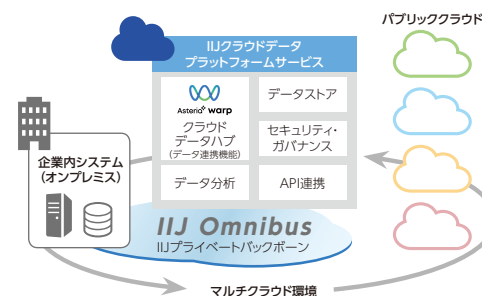 パブリッククラウド
IIJクラウドデータ
プラットフォームサービス
Asteria warp
クラウド
データハブ
(データ連携機能)
データストア
セキュリティ・
ガバナンス
データ分析
API連携
企業内システム
(オンプレミス)
IIJ Omnibus
IIJプライベートバックボーン
マルチクラウド環境